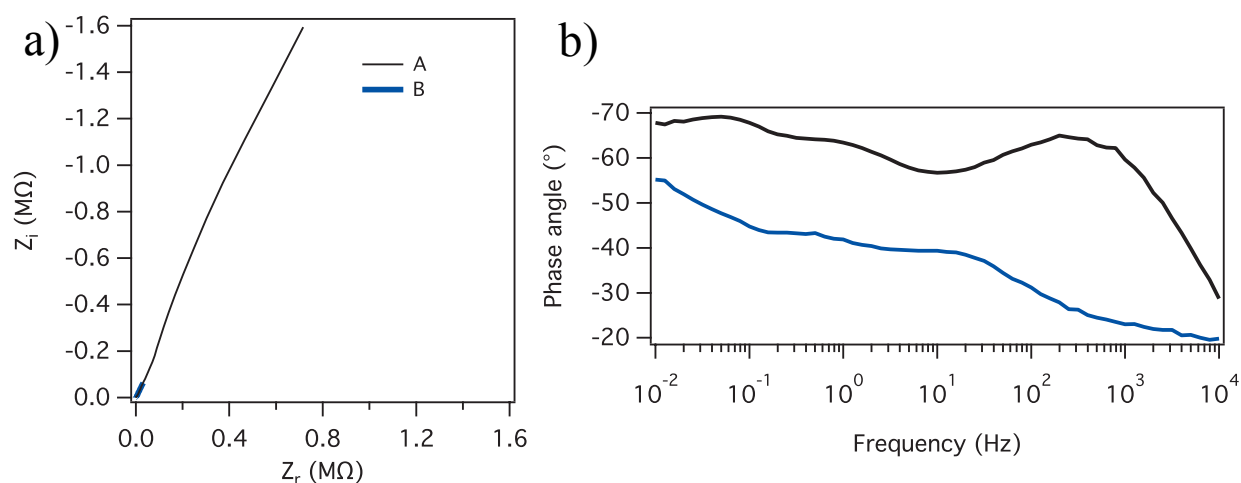 a)
-1.6
-1.4
-1.2
-1.0
-0.8
-0.6
-0.4
-0.2
0.0
Zi (MΩ)
A
B
0.0 0.4 0.8 1.2 1.6
Zr (MΩ)
b)
-70
-60
-50
-40
-30
-20
Phase angle (°)
10-2 10-1 100 101 102 103 104
Frequency (Hz)